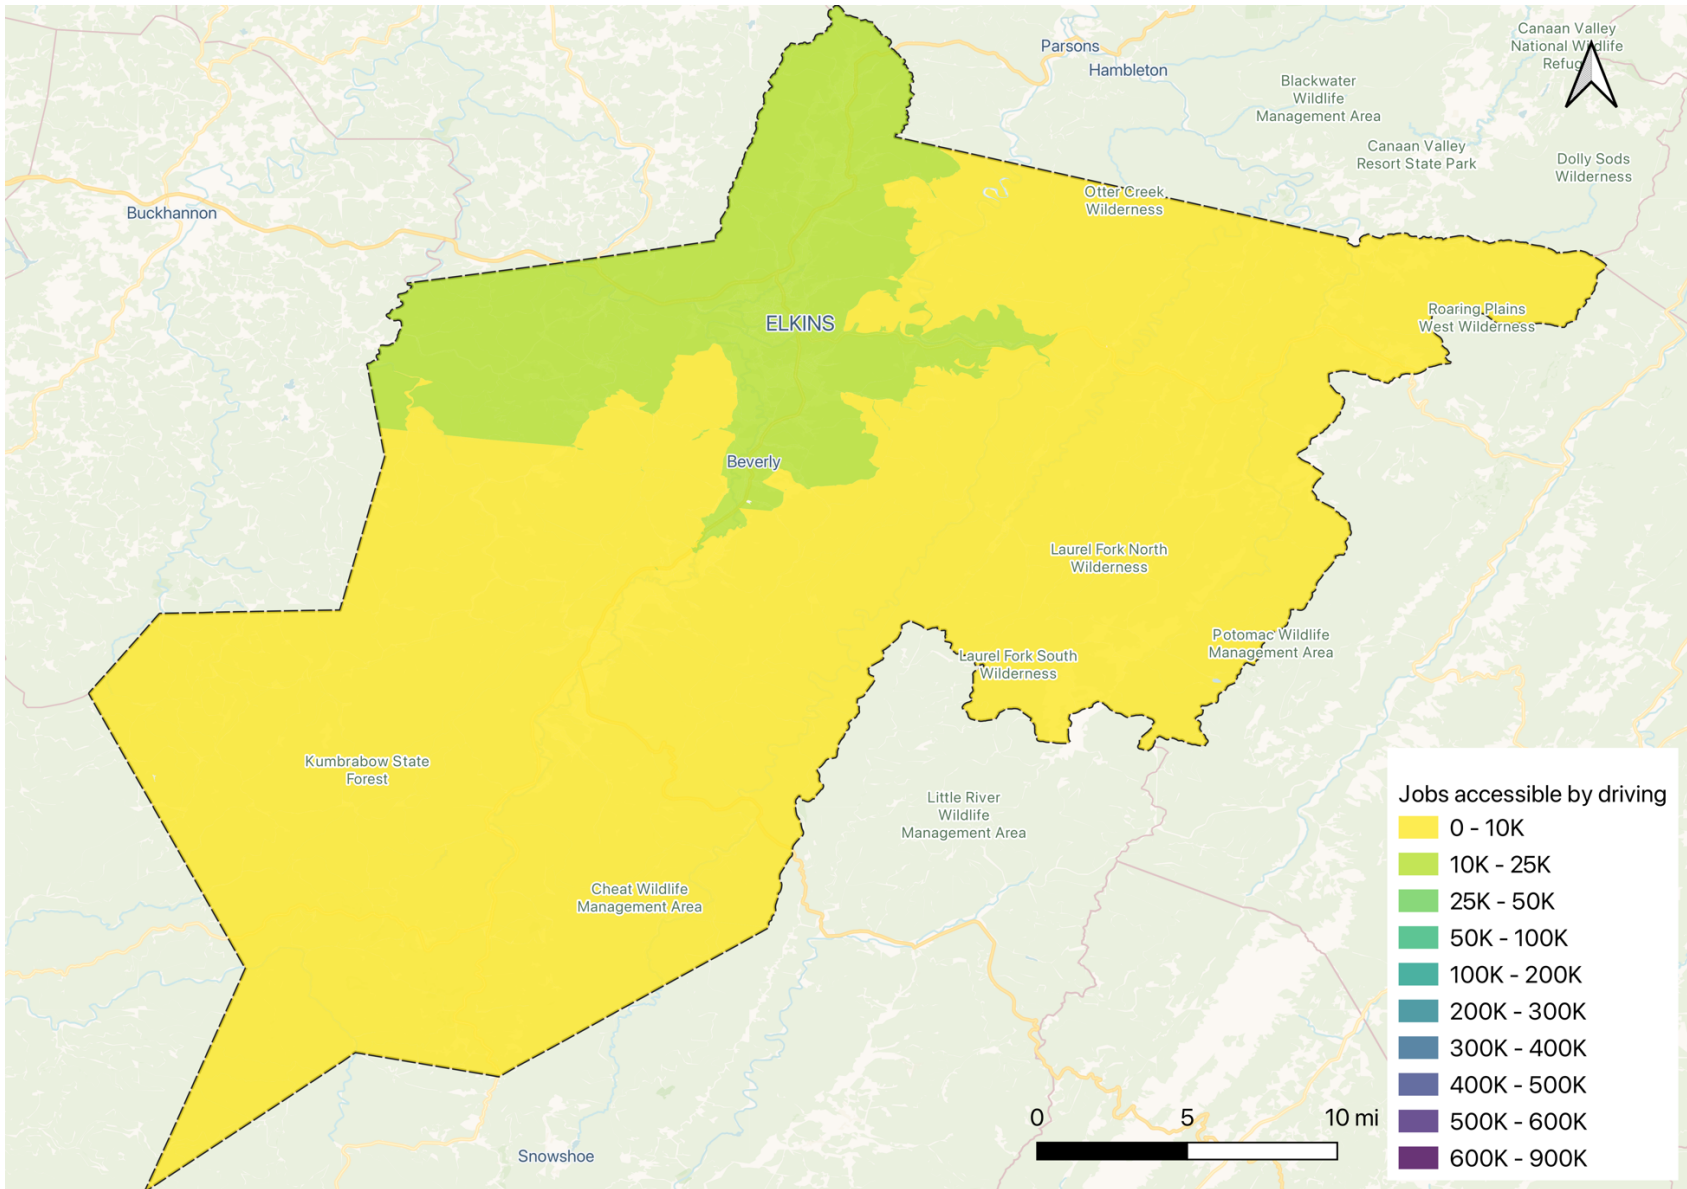 Canaan Valley
National Wildlife
Refug
Parsons
Hambleton
Blackwater
Wildlife
Management Area
Canaan Valley
Resort State Park
Dolly Sods
Wilderness
Otter Creek
Wilderness
Buckhannon
ELKINS
Roaring Plains
West Wilderness
Beverly
Laurel Fork North
Wilderness
Potomac Wildlife
Management Area
Laurel Fork South
Wilderness
Kumbrabow State
Forest
Little River
Wildlife
Management Area
Cheat Wildlife
Management Area
Snowshoe
Jobs accessible by driving
0 - 10K
10K - 25K
25K - 50K
50K - 100K
100K - 200K
200K - 300K
300K - 400K
400K - 500K
500K - 600K
600K - 900K
0 5 10 mi